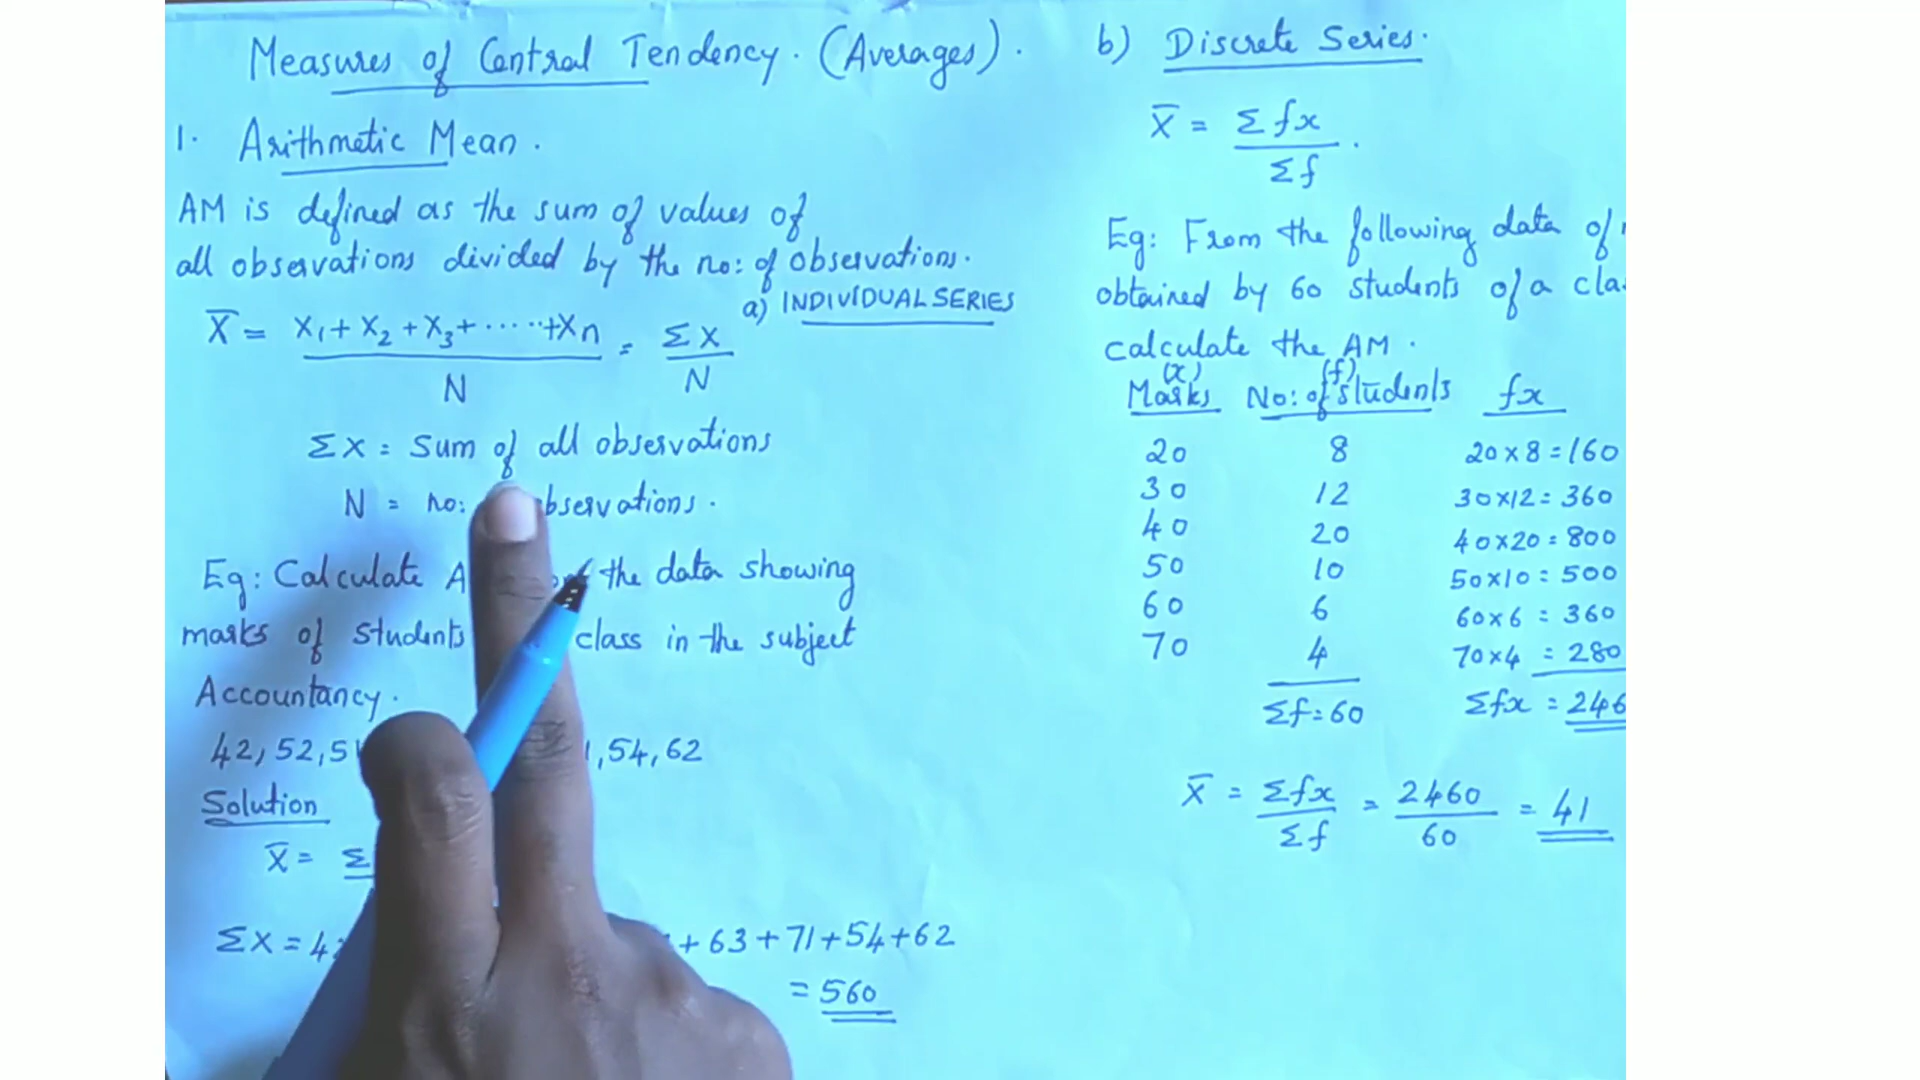 Measures of Central Tendency. (Averages).
1. Arithmetic Mean.
AM is defined as the sum of values of
all observations divided by the no: of observations.
a) INDIVIDUAL SERIES
X̄ = X₁ + X₂ + X₃ + ..... + Xn / N = ΣX / N
ΣX = Sum of all observations
N = no: observations.
Eg: Calculate the data showing
marks of students class in the subject
Accountancy.
42, 52, ,54, 62
Solution
X̄ = Σ
ΣX = + 63 + 71 + 54 + 62
= 560
b) Discrete Series.
X̄ = Σfx / Σf .
Eg: From the following data of
obtained by 60 students of a
calculate the AM.
(x) (f)
Marks No: of students fx
20 8 20 x 8 = 160
30 12 30 x 12 = 360
40 20 40 x 20 = 800
50 10 50 x 10 = 500
60 6 60 x 6 = 360
70 4 70 x 4 = 280
Σf = 60 Σfx = 246
X̄ = Σfx / Σf = 2460 / 60 = 41